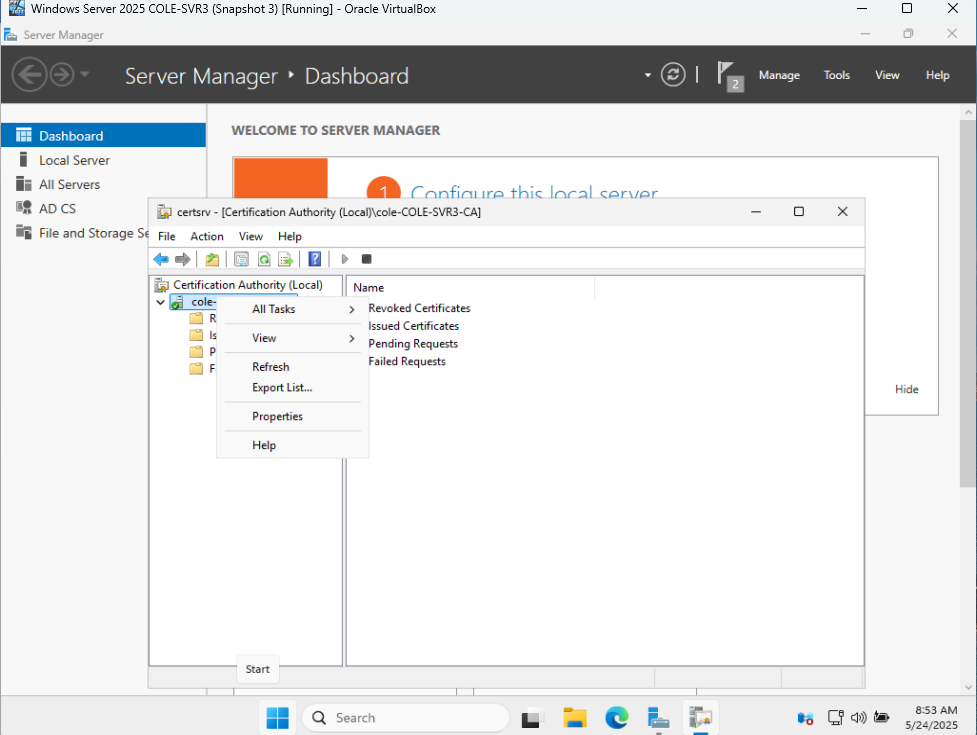 Windows Server 2025 COLE-SVR3 (Snapshot 3) [Running] - Oracle VirtualBox
Server Manager
Server Manager ‣ Dashboard
2
Manage Tools View Help
Dashboard
Local Server
All Servers
AD CS
File and Storage Se
WELCOME TO SERVER MANAGER
1 Configure this local server
certsrv - [Certification Authority (Local)\cole-COLE-SVR3-CA]
File Action View Help
Certification Authority (Local)
cole-
R
Is
P
F
All Tasks
View
Refresh
Export List...
Properties
Help
Name
Revoked Certificates
Issued Certificates
Pending Requests
Failed Requests
Hide
Start
Search
8:53 AM
5/24/2025